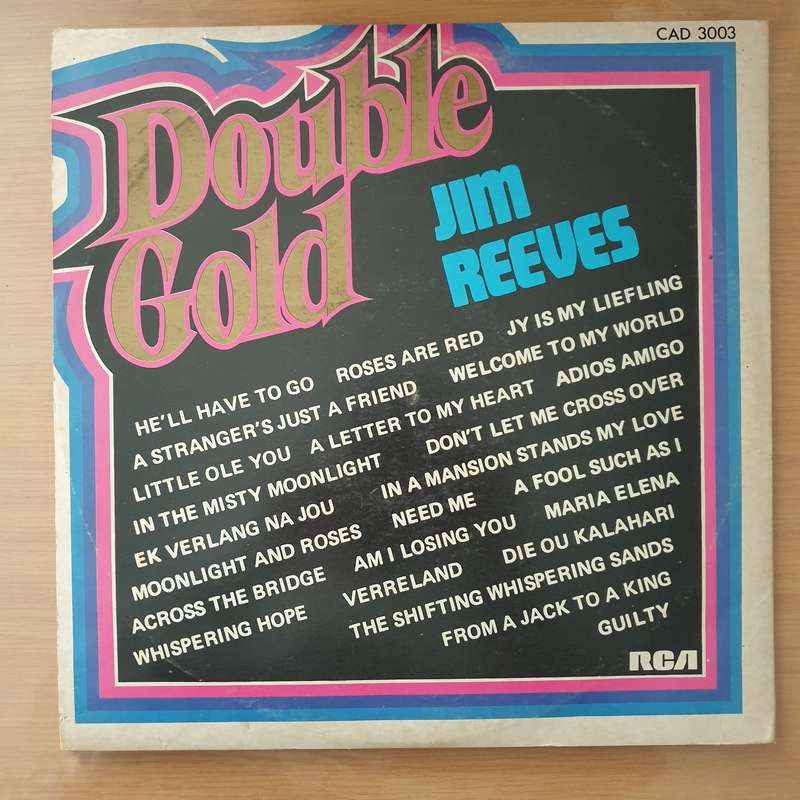 CAD 3003
Double
Gold
JIM
REEVES
HE'LL HAVE TO GO ROSES ARE RED JY IS MY LIEFLING
A STRANGER'S JUST A FRIEND WELCOME TO MY WORLD
LITTLE OLE YOU A LETTER TO MY HEART ADIOS AMIGO
IN THE MISTY MOONLIGHT DON'T LET ME CROSS OVER
EK VERLANG NA JOU IN A MANSION STANDS MY LOVE
MOONLIGHT AND ROSES NEED ME A FOOL SUCH AS I
ACROSS THE BRIDGE AM I LOSING YOU MARIA ELENA
WHISPERING HOPE VERRELAND DIE OU KALAHARI
THE SHIFTING WHISPERING SANDS
FROM A JACK TO A KING
GUILTY
RCA